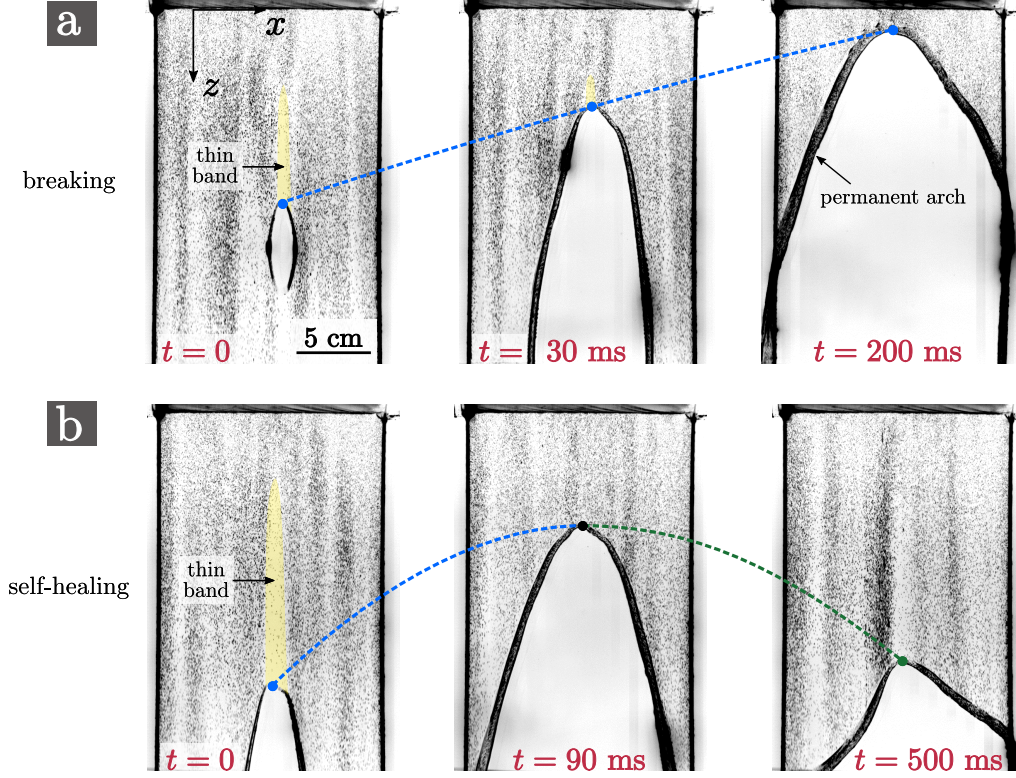 a
x
z
thin
band
breaking
permanent arch
5 cm
t = 0
t = 30 ms
t = 200 ms
b
thin
band
self-healing
t = 0
t = 90 ms
t = 500 ms